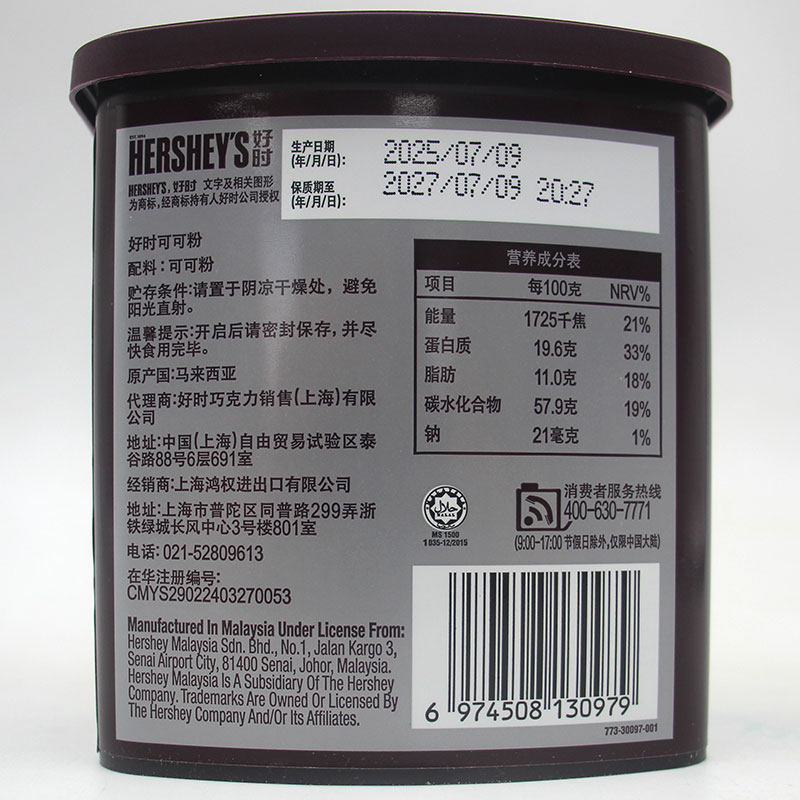 EST. 1894
HERSHEY'S 好时
HERSHEY'S, 好时 文字及相关图形
为商标,经商标持有人好时公司授权
生产日期
(年/月/日): 2025/07/09
保质期至
(年/月/日): 2027/07/09 20:27
好时可可粉
配料:可可粉
贮存条件:请置于阴凉干燥处，避免
阳光直射。
温馨提示:开启后请密封保存,并尽
快食用完毕。
原产国:马来西亚
代理商:好时巧克力销售(上海)有限
公司
地址:中国(上海)自由贸易试验区泰
谷路88号6层691室
经销商:上海鸿权进出口有限公司
地址:上海市普陀区同普路299弄浙
铁绿城长风中心3号楼801室
电话: 021-52809613
在华注册编号:
CMYS29022403270053
Manufactured In Malaysia Under License From:
Hershey Malaysia Sdn. Bhd., No.1, Jalan Kargo 3,
Senai Airport City, 81400 Senai, Johor, Malaysia.
Hershey Malaysia Is A Subsidiary Of The Hershey
Company. Trademarks Are Owned Or Licensed By
The Hershey Company And/Or Its Affiliates.
营养成分表
项目 每100克 NRV%
能量 1725千焦 21%
蛋白质 19.6克 33%
脂肪 11.0克 18%
碳水化合物 57.9克 19%
钠 21毫克 1%
حلال
HALAL
MS 1500
1 035-12/2015
消费者服务热线
400-630-7771
(9:00-17:00 节假日除外,仅限中国大陆)
6 974508 130979
773-30097-001